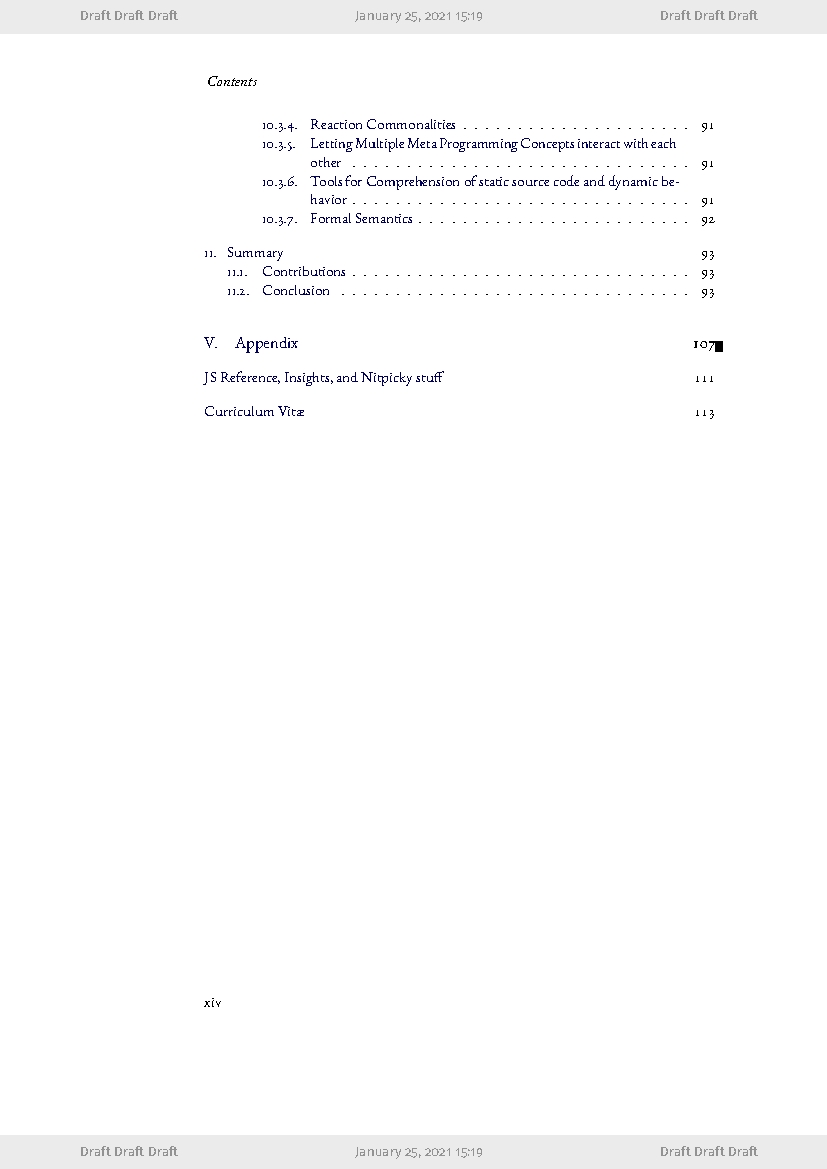 Draft Draft Draft January 25, 2021 15:19 Draft Draft Draft
Contents
10.3.4. Reaction Commonalities . . . . . . . . . . . . . . . . . . . . . 91
10.3.5. Letting Multiple Meta Programming Concepts interact with each
other . . . . . . . . . . . . . . . . . . . . . . . . . . . . . . . 91
10.3.6. Tools for Comprehension of static source code and dynamic be-
havior . . . . . . . . . . . . . . . . . . . . . . . . . . . . . . . 91
10.3.7. Formal Semantics . . . . . . . . . . . . . . . . . . . . . . . . . 92
11. Summary 93
11.1. Contributions . . . . . . . . . . . . . . . . . . . . . . . . . . . . . . . 93
11.2. Conclusion . . . . . . . . . . . . . . . . . . . . . . . . . . . . . . . . 93
V. Appendix 107
JS Reference, Insights, and Nitpicky stuff 111
Curriculum Vitæ 113
xiv
Draft Draft Draft January 25, 2021 15:19 Draft Draft Draft